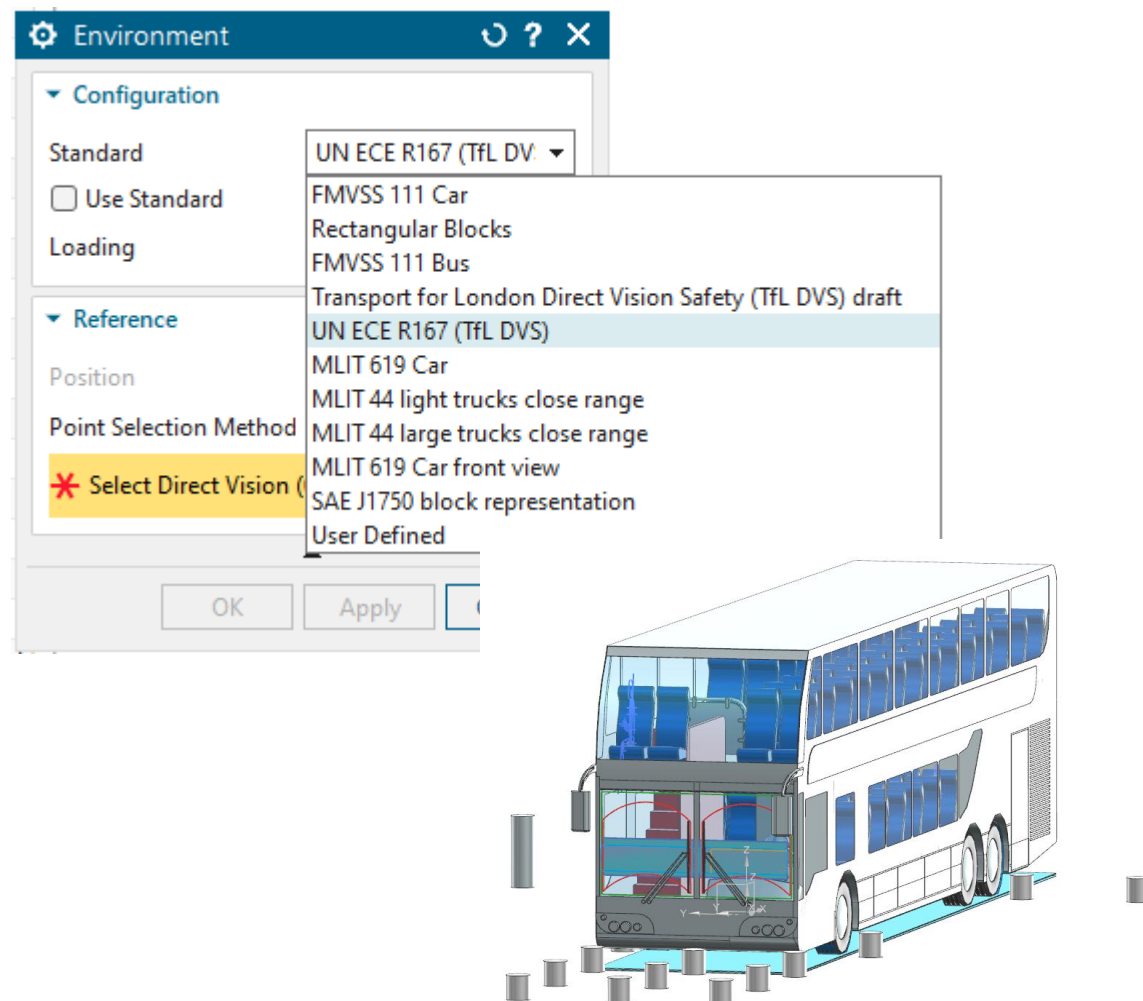 Environment ?
Configuration
Standard UN ECE R167 (TfL DV
Use Standard
FMVSS 111 Car
Rectangular Blocks
Loading
FMVSS 111 Bus
Transport for London Direct Vision Safety (TfL DVS) draft
Reference
UN ECE R167 (TfL DVS)
MLIT 619 Car
Position
MLIT 44 light trucks close range
Point Selection Method
MLIT 44 large trucks close range
MLIT 619 Car front view
Select Direct Vision (
SAE J1750 block representation
User Defined
OK Apply
Z
Z
Y Y X